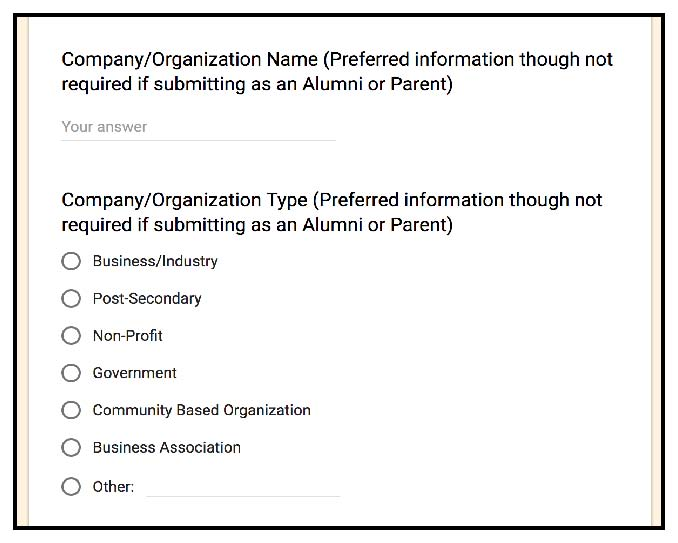 Company/Organization Name (Preferred information though not
required if submitting as an Alumni or Parent)
Your answer
Company/Organization Type (Preferred information though not
required if submitting as an Alumni or Parent)
Business/Industry
Post-Secondary
Non-Profit
Government
Community Based Organization
Business Association
Other: